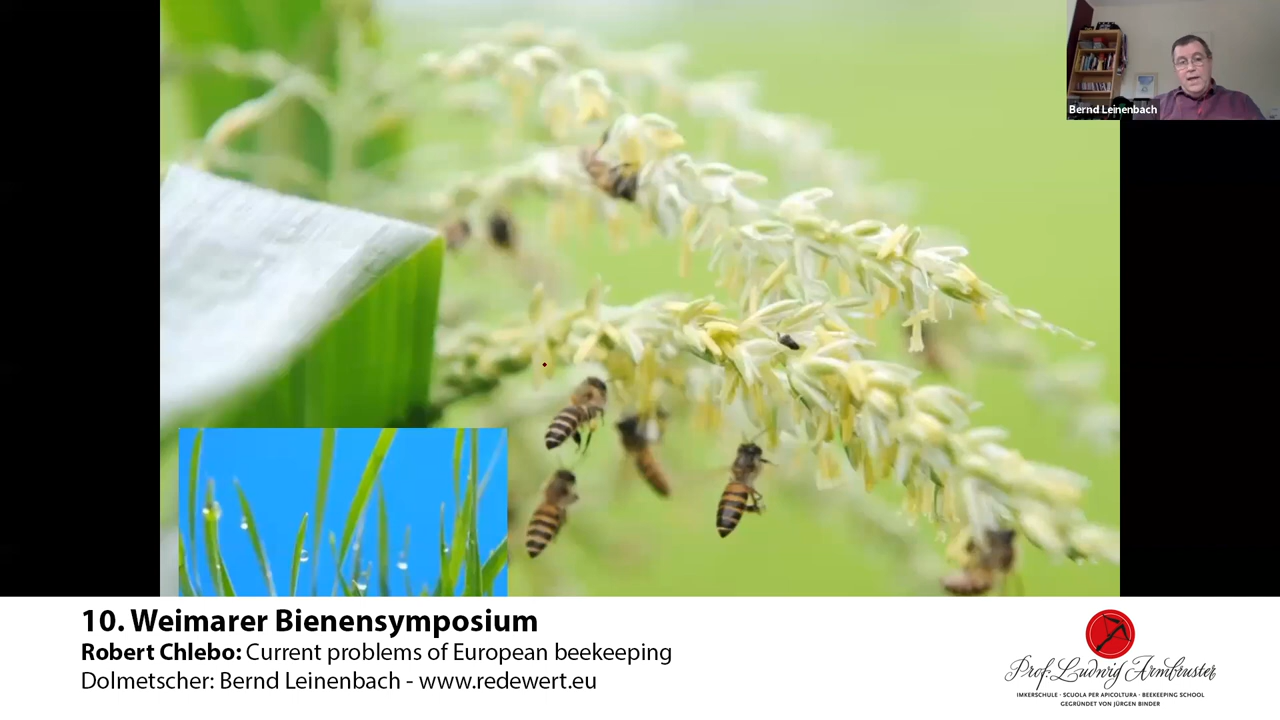 Bernd Leinenbach
10. Weimarer Bienensymposium
Robert Chlebo: Current problems of European beekeeping
Dolmetscher: Bernd Leinenbach - www.redewert.eu
Prof. Ludwig Armbruster
IMKERSCHULE · SCUOLA PER APICOLTURA · BEEKEEPING SCHOOL
GEGRÜNDET VON JÜRGEN BINDER